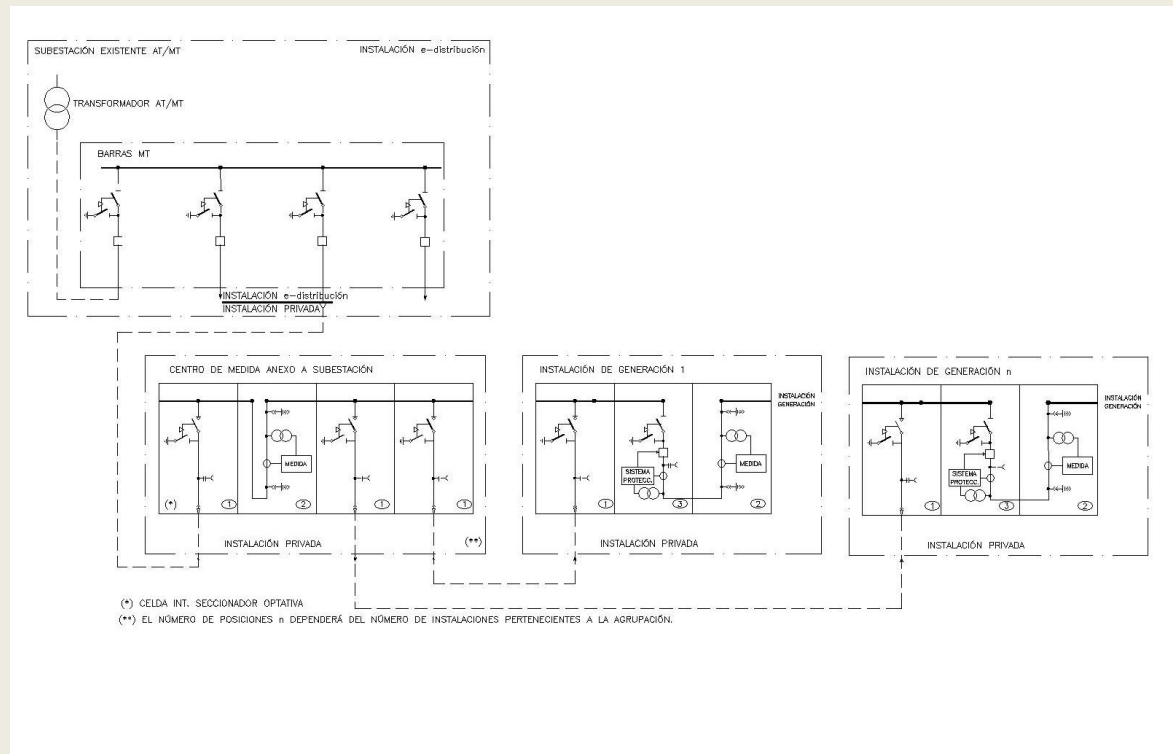 SUBESTACIÓN EXISTENTE AT/MT
INSTALACIÓN e-distribución
TRANSFORMADOR AT/MT
BARRAS MT
INSTALACIÓN e-distribución
INSTALACIÓN PRIVADA
CENTRO DE MEDIDA ANEXO A SUBESTACIÓN
MEDIDA
(*)
1
2
1
1
INSTALACIÓN PRIVADA
(**)
INSTALACIÓN DE GENERACIÓN 1
INSTALACIÓN
GENERACIÓN
SISTEMA
PROTECC.
MEDIDA
1
3
2
INSTALACIÓN PRIVADA
INSTALACIÓN DE GENERACIÓN n
INSTALACIÓN
GENERACIÓN
SISTEMA
PROTECC.
MEDIDA
1
3
2
INSTALACIÓN PRIVADA
(*) CELDA INT. SECCIONADOR OPTATIVA
(**) EL NÚMERO DE POSICIONES n DEPENDERÁ DEL NÚMERO DE INSTALACIONES PERTENECIENTES A LA AGRUPACIÓN.